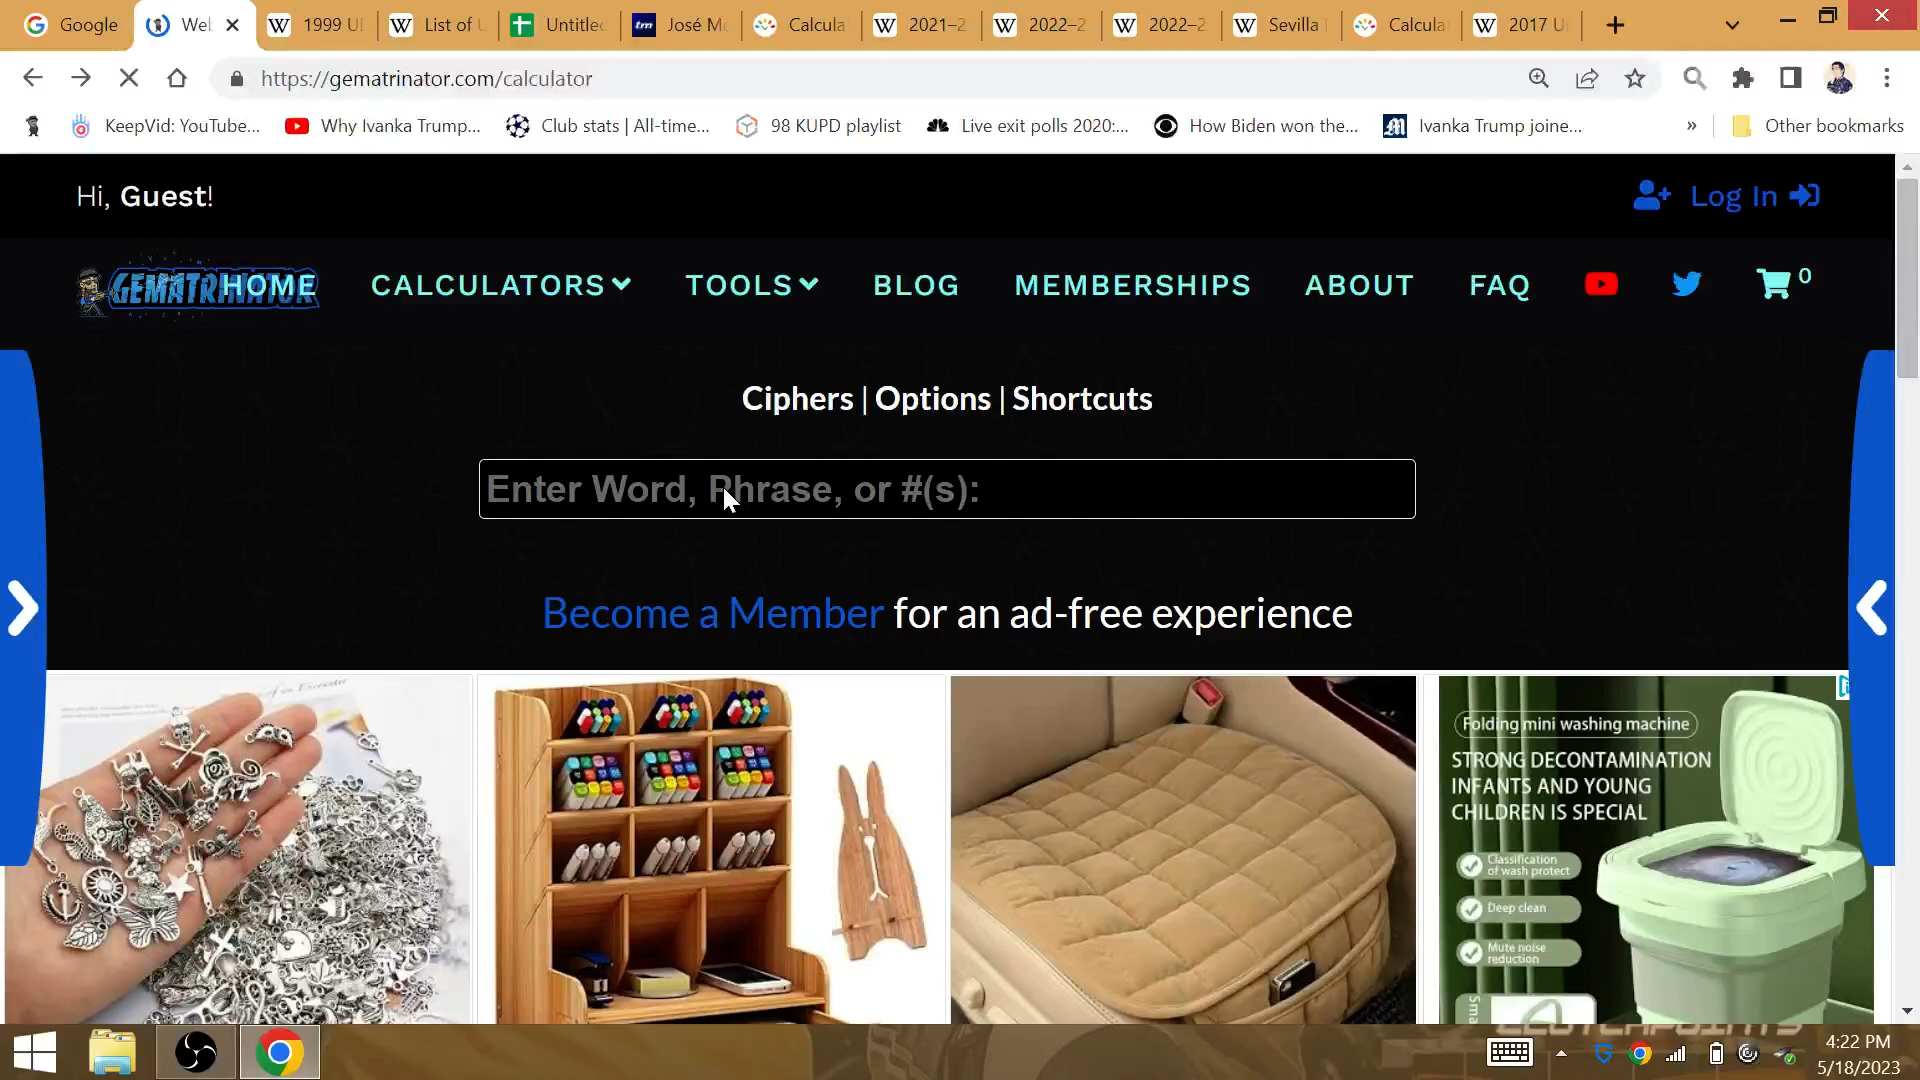 Google
Web
1999 U
List of U
Untitle
tm
José Mo
Calcula
2021–2
2022–2
2022–2
Sevilla
Calcula
2017 U
https://gematrinator.com/calculator
KeepVid: YouTube...
Why Ivanka Trump...
Club stats | All-time...
98 KUPD playlist
Live exit polls 2020:...
How Biden won the...
Ivanka Trump joine...
»
Other bookmarks
Hi, Guest!
Log In
GEMATRINATOR
HOME
CALCULATORS
TOOLS
BLOG
MEMBERSHIPS
ABOUT
FAQ
0
Ciphers | Options | Shortcuts
Enter Word, Phrase, or #(s):
Become a Member for an ad-free experience
Folding mini washing machine
STRONG DECONTAMINATION
INFANTS AND YOUNG
CHILDREN IS SPECIAL
Classification
of wash protect
Deep clean
Mute noise
reduction
4:22 PM
5/18/2023